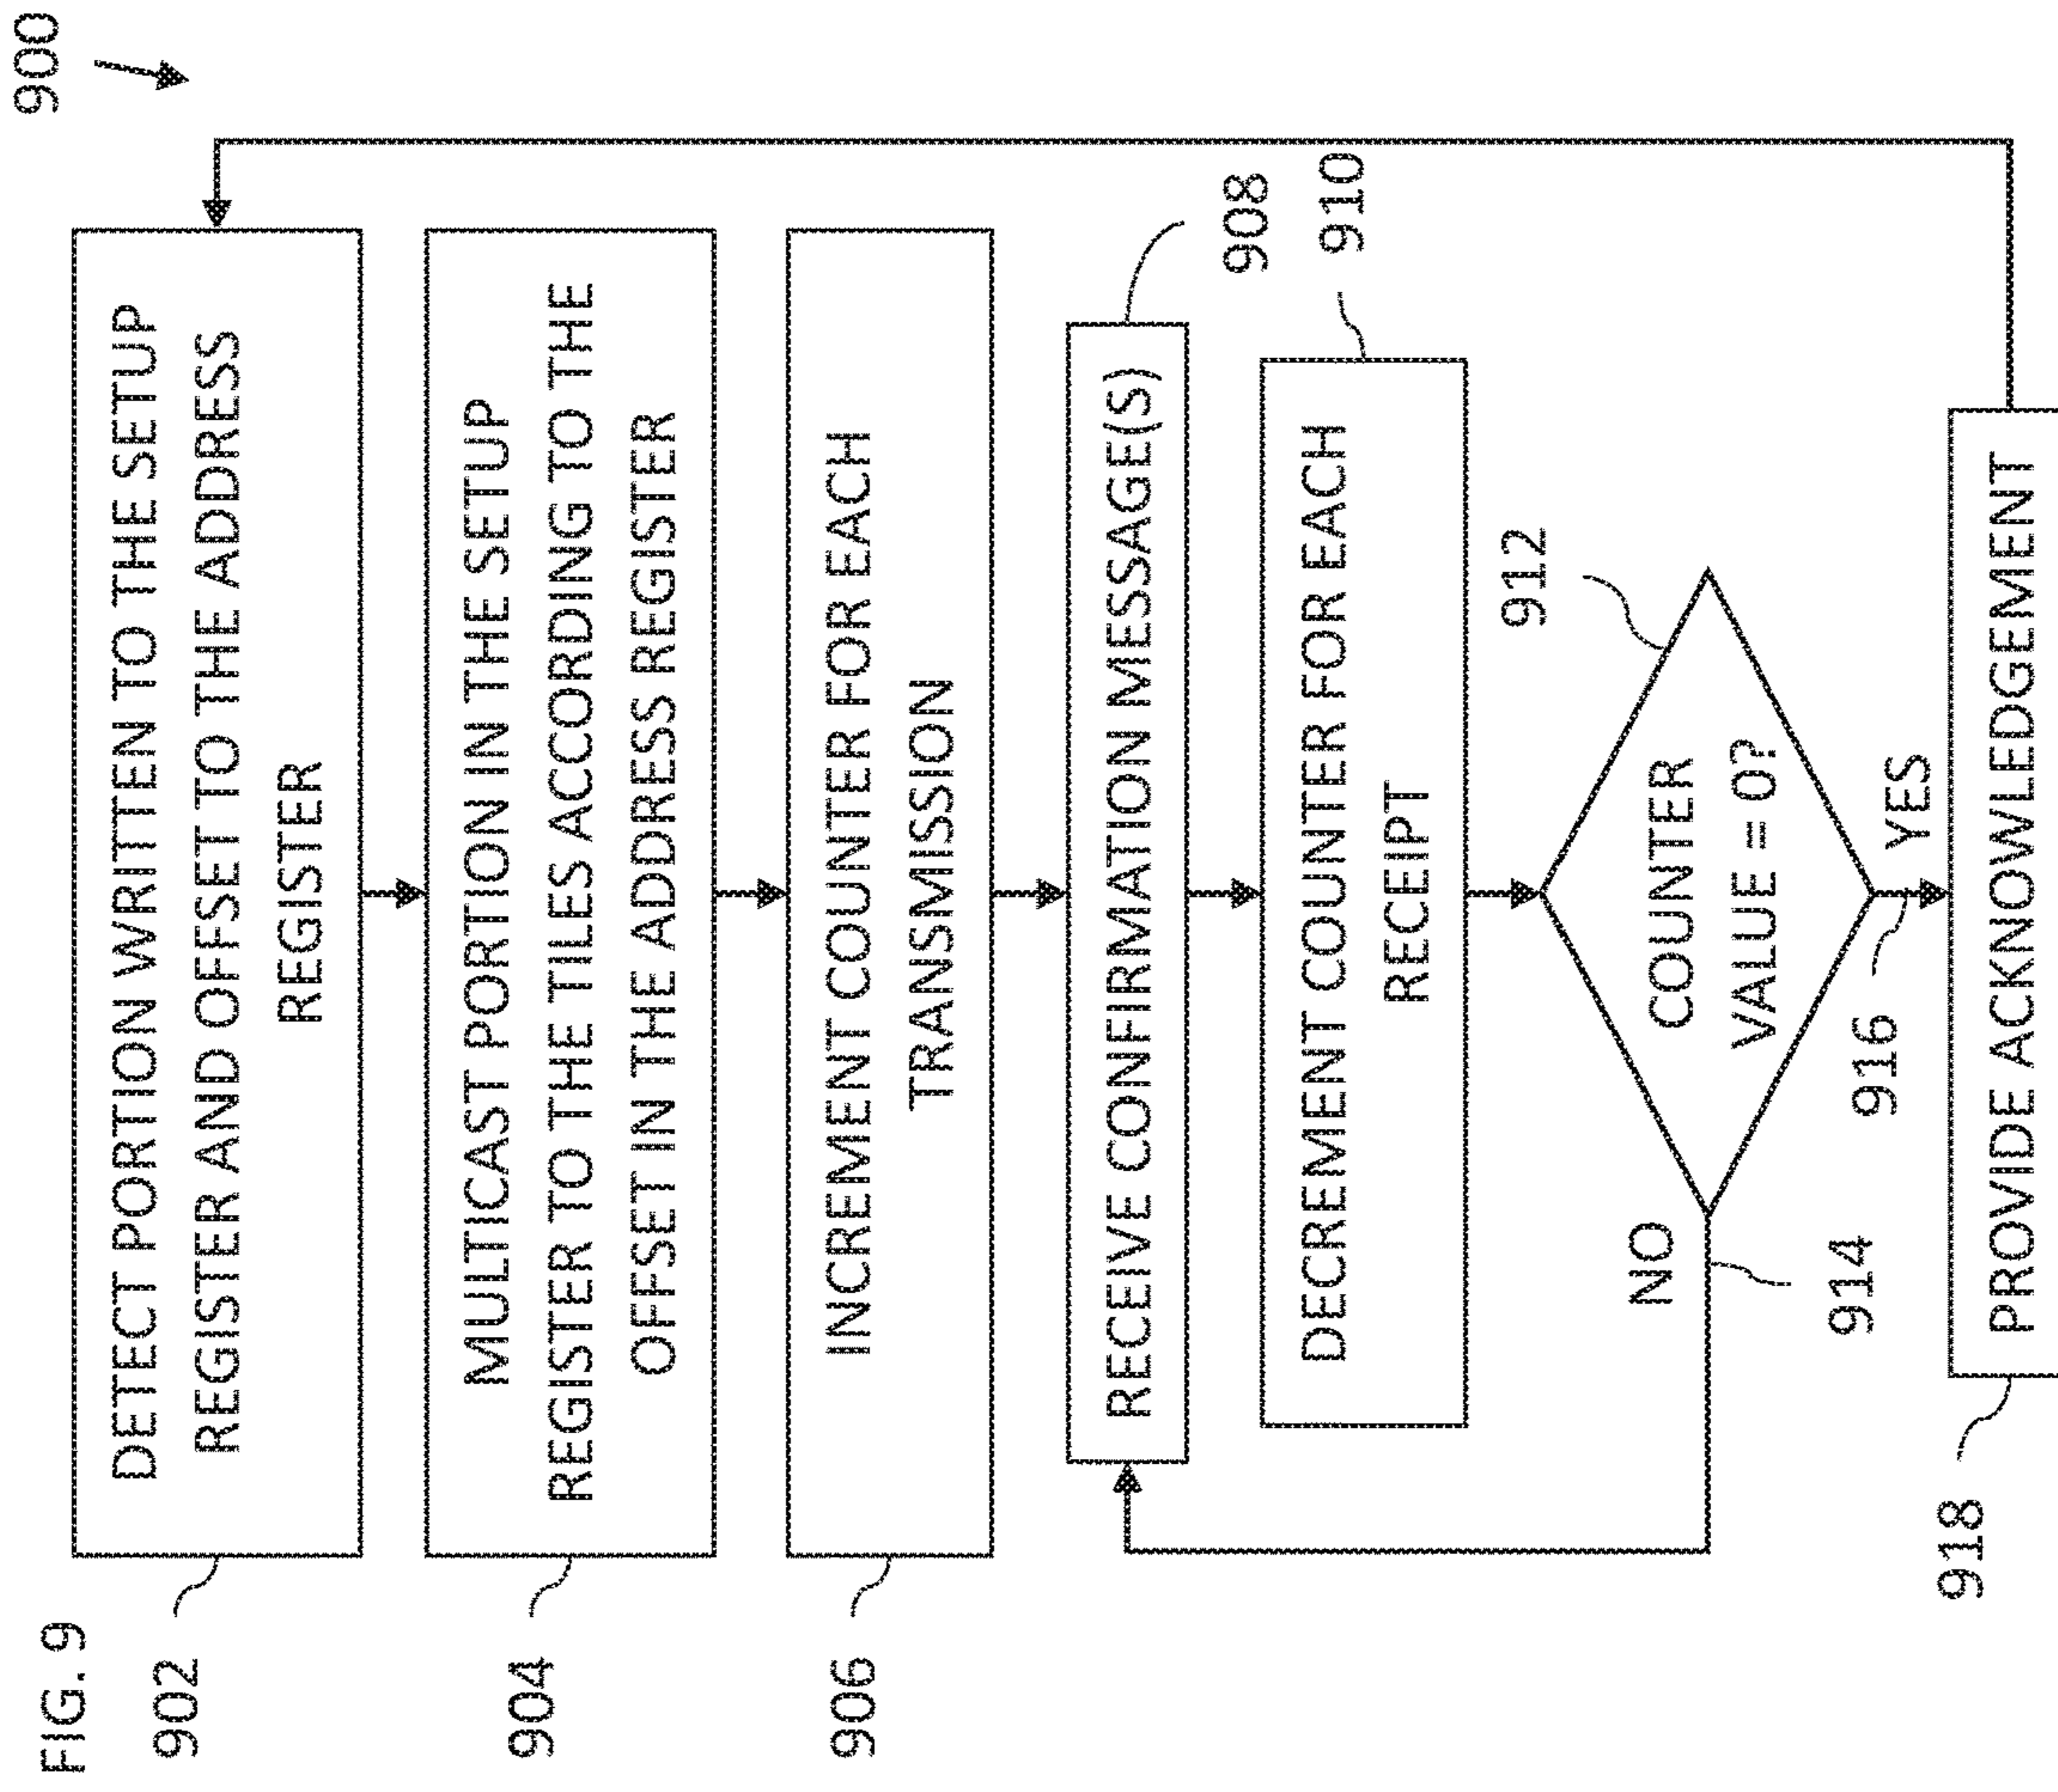 FIG. 9
900
902
DETECT PORTION WRITTEN TO THE SETUP
REGISTER AND OFFSET TO THE ADDRESS
REGISTER
904
MULTICAST PORTION IN THE SETUP
REGISTER TO THE TILES ACCORDING TO THE
OFFSET IN THE ADDRESS REGISTER
906
INCREMENT COUNTER FOR EACH
TRANSMISSION
RECEIVE CONFIRMATION MESSAGE(S)
908
DECREMENT COUNTER FOR EACH
RECEIPT
910
912
COUNTER
VALUE = 0?
NO
914
YES
916
918
PROVIDE ACKNOWLEDGEMENT